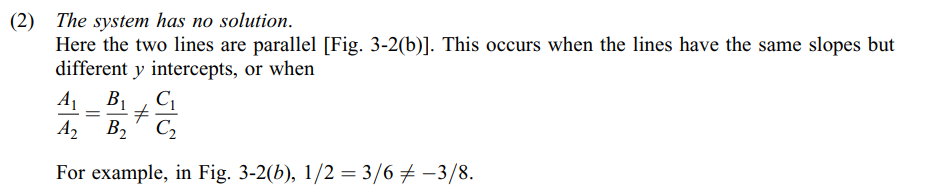 (2) The system has no solution.
Here the two lines are parallel [Fig. 3-2(b)]. This occurs when the lines have the same slopes but
different y intercepts, or when
A₁/A₂ = B₁/B₂ ≠ C₁/C₂
For example, in Fig. 3-2(b), 1/2 = 3/6 ≠ −3/8.